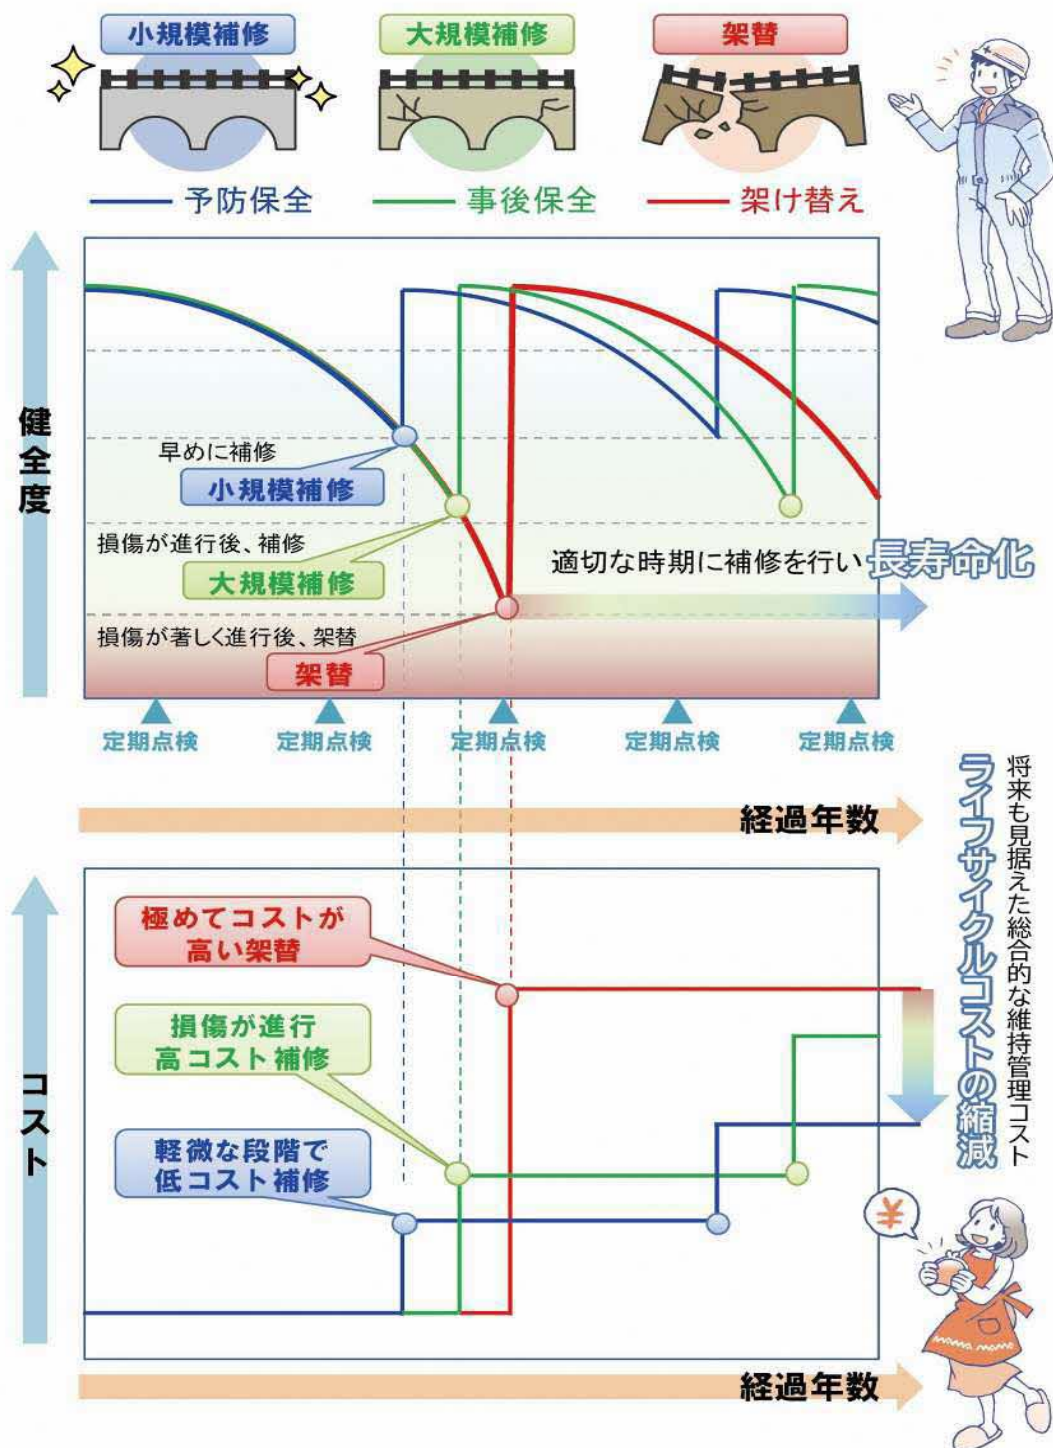 小規模補修
大規模補修
架替
予防保全
事後保全
架け替え
健全度
早めに補修
小規模補修
損傷が進行後、補修
大規模補修
適切な時期に補修を行い 長寿命化
損傷が著しく進行後、架替
架替
定期点検
定期点検
定期点検
定期点検
定期点検
経過年数
将来も見据えた総合的な維持管理コスト
ライフサイクルコストの縮減
コスト
極めてコストが
高い架替
損傷が進行
高コスト補修
軽微な段階で
低コスト補修
¥
経過年数